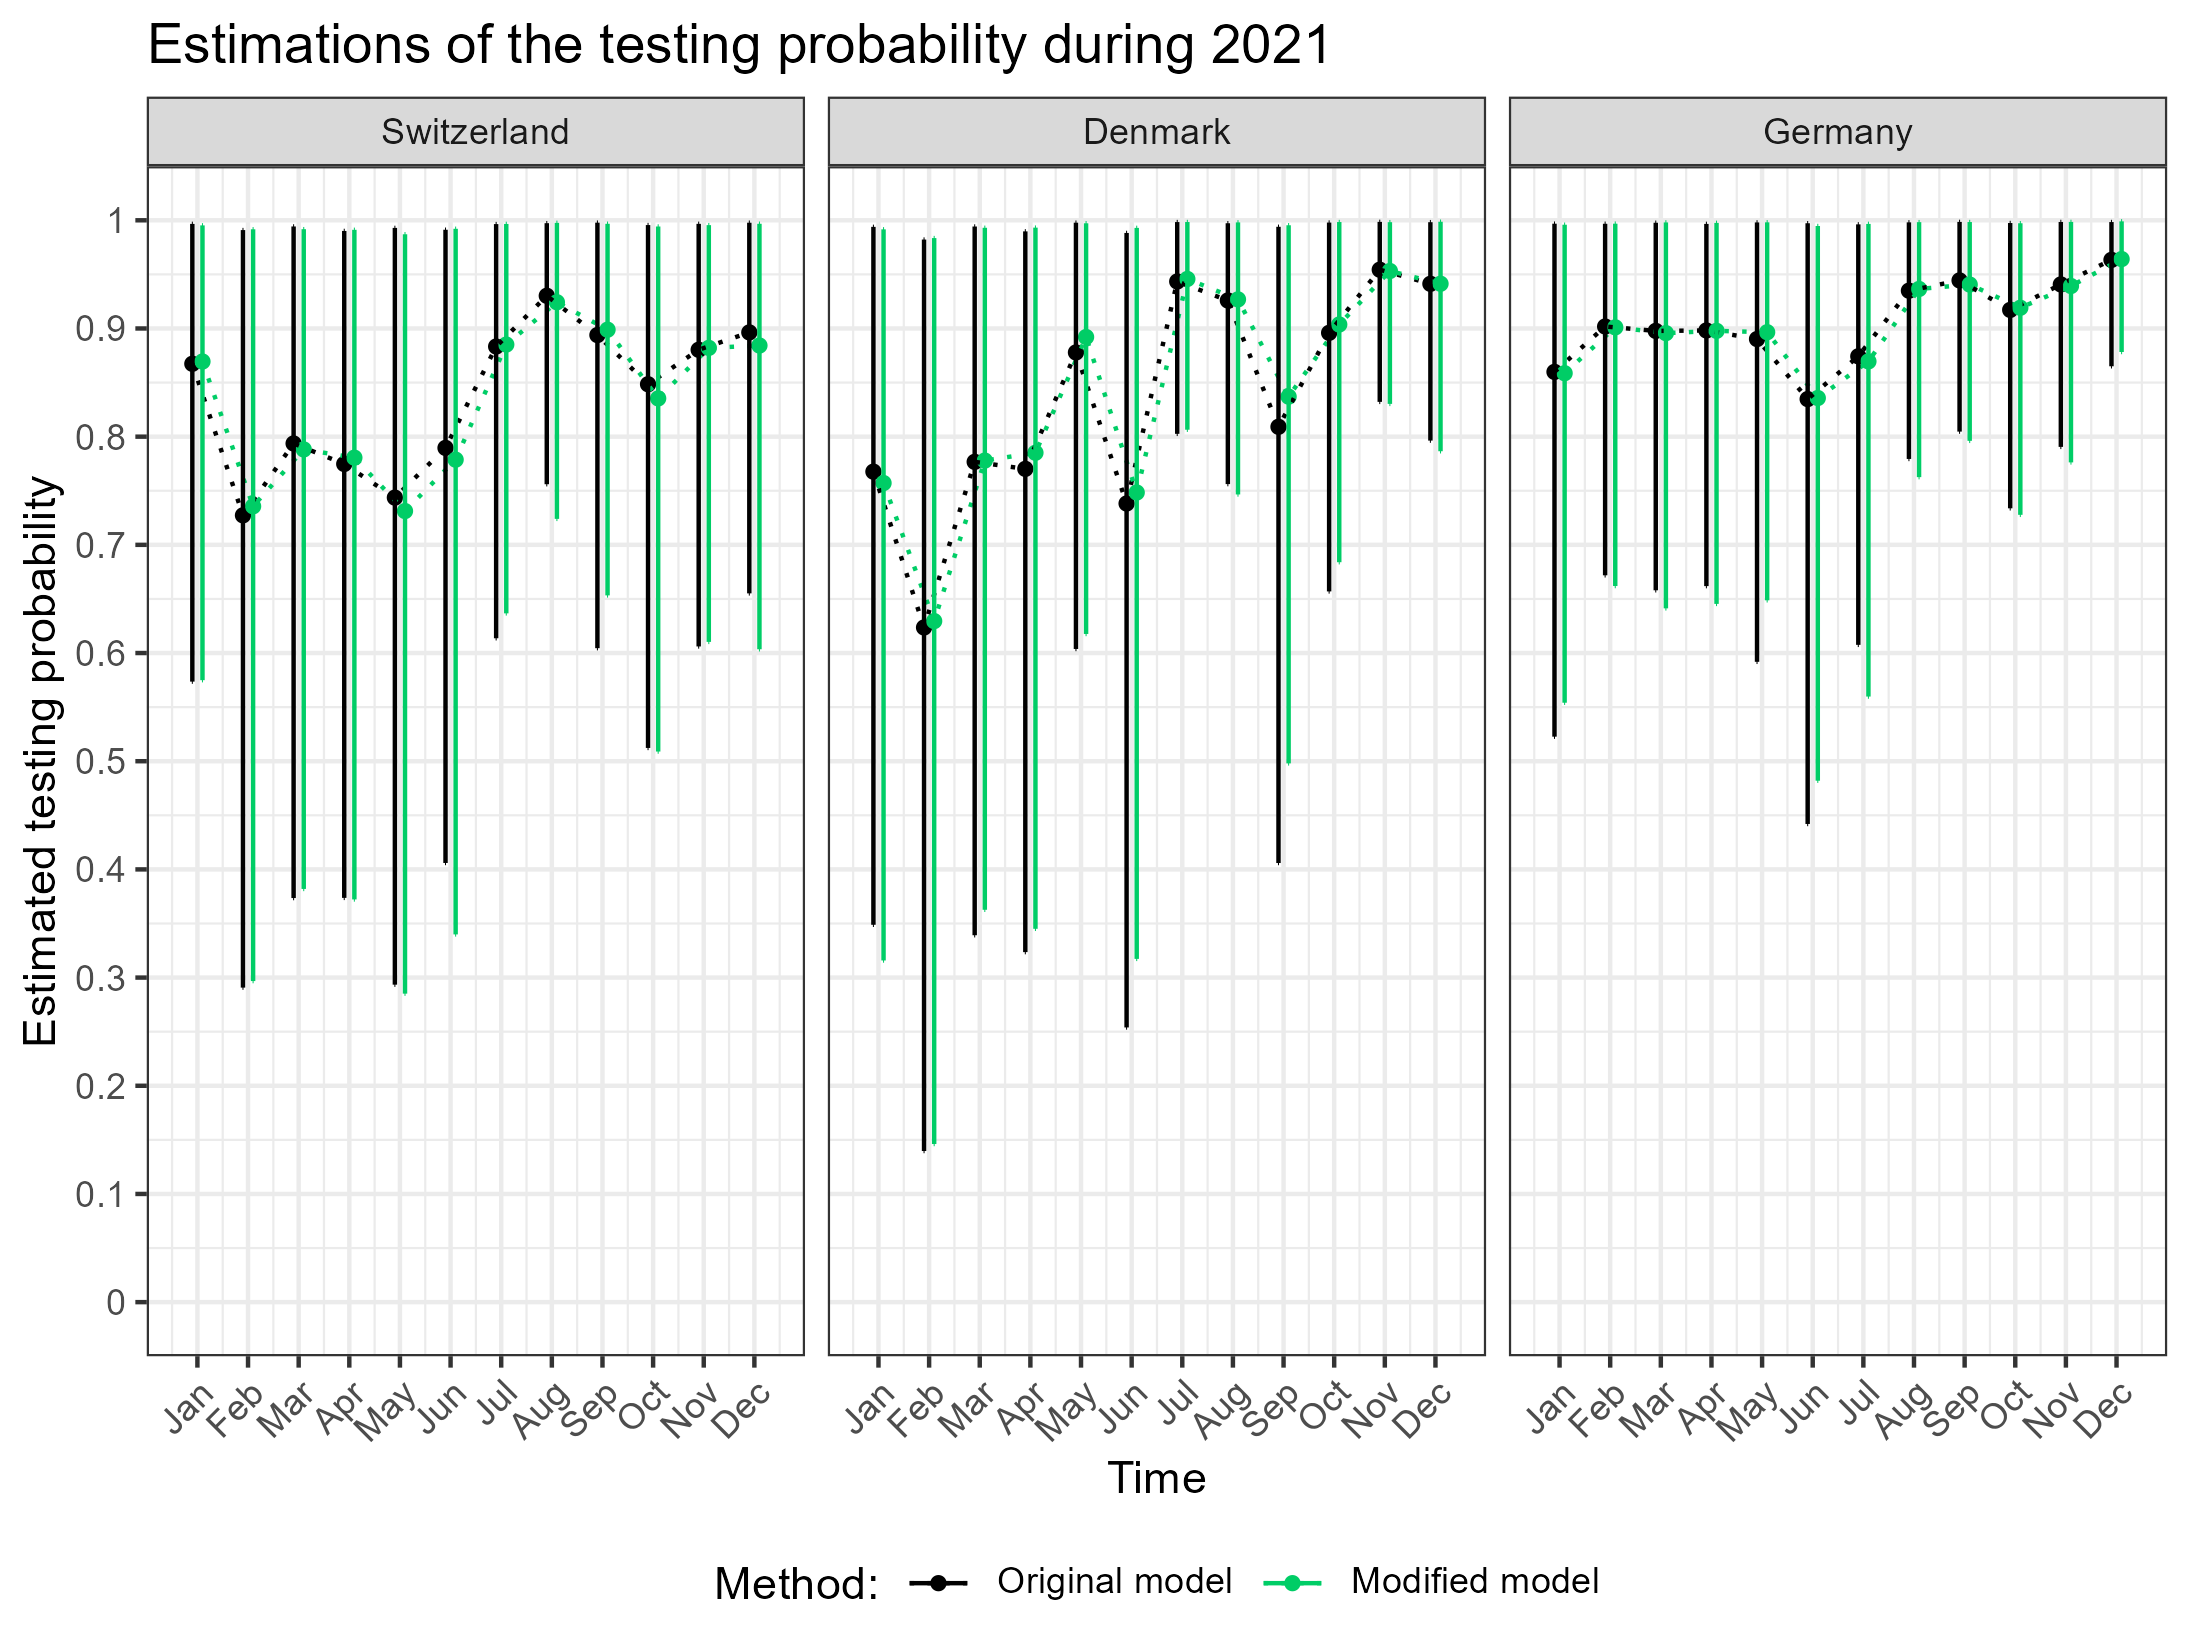 Estimations of the testing probability during 2021
Switzerland Denmark Germany
Estimated testing probability
1
0.9
0.8
0.7
0.6
0.5
0.4
0.3
0.2
0.1
0
Jan Feb Mar Apr May Jun Jul Aug Sep Oct Nov Dec Jan Feb Mar Apr May Jun Jul Aug Sep Oct Nov Dec Jan Feb Mar Apr May Jun Jul Aug Sep Oct Nov Dec
Time
Method: Original model Modified model